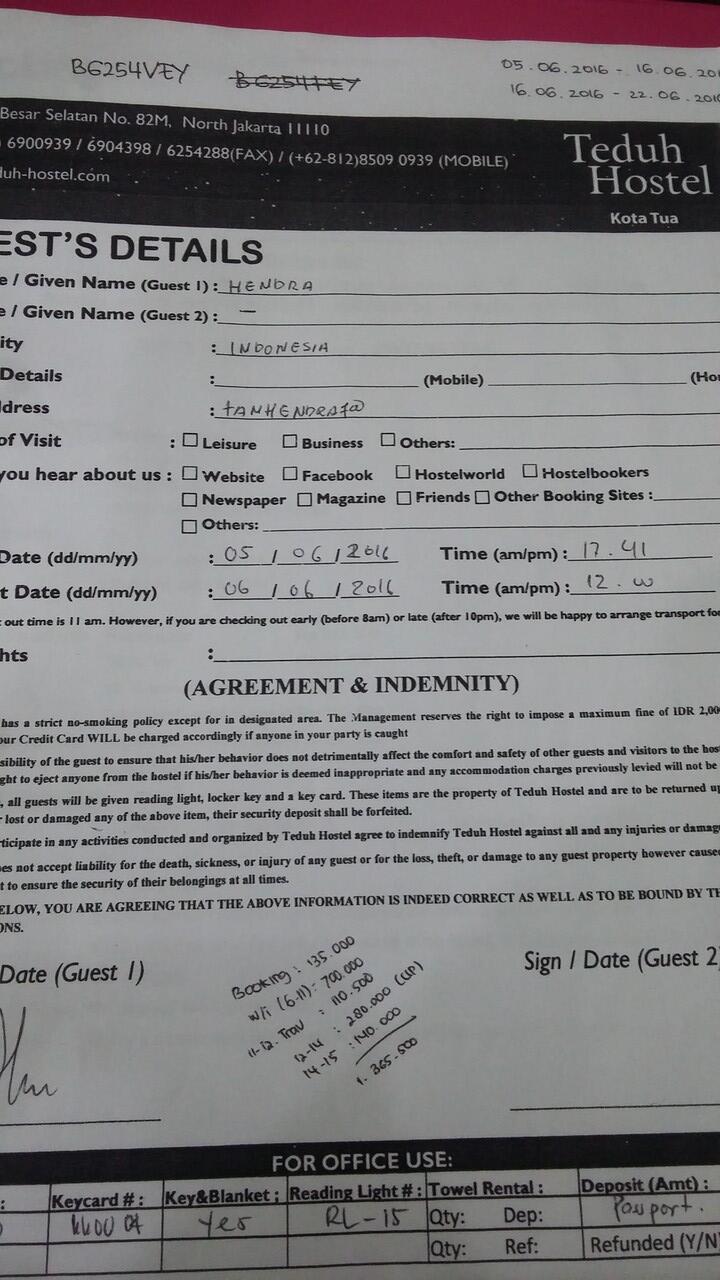 BG254VEY BG254TEY 05.06.2016 - 16.06.20
16.06.2016 - 22.06.2016
Besar Selatan No. 82M, North Jakarta 11110
6900939 / 6904398 / 6254288(FAX) / (+62-812)8509 0939 (MOBILE)
duh-hostel.com
Teduh
Hostel
Kota Tua
EST'S DETAILS
e / Given Name (Guest 1) : HENDRA
e / Given Name (Guest 2) : —
ity : INDONESIA
Details : (Mobile) (Ho
ddress : tANHENDRA7@
of Visit : Leisure Business Others:
you hear about us : Website Facebook Hostelworld Hostelbookers
Newspaper Magazine Friends Other Booking Sites :
Others:
Date (dd/mm/yy) : 05 / 06 / 2016 Time (am/pm) : 17.41
t Date (dd/mm/yy) : 06 / 06 / 2016 Time (am/pm) : 12.00
out time is 11 am. However, if you are checking out early (before 8am) or late (after 10pm), we will be happy to arrange transport fo
hts :
(AGREEMENT & INDEMNITY)
has a strict no-smoking policy except for in designated area. The Management reserves the right to impose a maximum fine of IDR 2,00
our Credit Card WILL be charged accordingly if anyone in your party is caught
sibility of the guest to ensure that his/her behavior does not detrimentally affect the comfort and safety of other guests and visitors to the hos
ght to eject anyone from the hostel if his/her behavior is deemed inappropriate and any accommodation charges previously levied will not be
, all guests will be given reading light, locker key and a key card. These items are the property of Teduh Hostel and are to be returned up
r lost or damaged any of the above item, their security deposit shall be forfeited.
rticipate in any activities conducted and organized by Teduh Hostel agree to indemnify Teduh Hostel against all and any injuries or damag
oes not accept liability for the death, sickness, or injury of any guest or for the loss, theft, or damage to any guest property however cause
t to ensure the security of their belongings at all times.
ELOW, YOU ARE AGREEING THAT THE ABOVE INFORMATION IS INDEED CORRECT AS WELL AS TO BE BOUND BY TH
ONS.
Date (Guest 1) Sign / Date (Guest 2
Booking : 135.000
w/i (6-11) = 700.000
11-12. Trav : 110.500
12-14 : 280.000 (CUP)
14-15 : 140.000
1.365.500
FOR OFFICE USE:
: Keycard # : Key&Blanket ; Reading Light # : Towel Rental : Deposit (Amt) :
Yes RL-15 Qty: Dep: Passport.
Qty: Ref: Refunded (Y/N